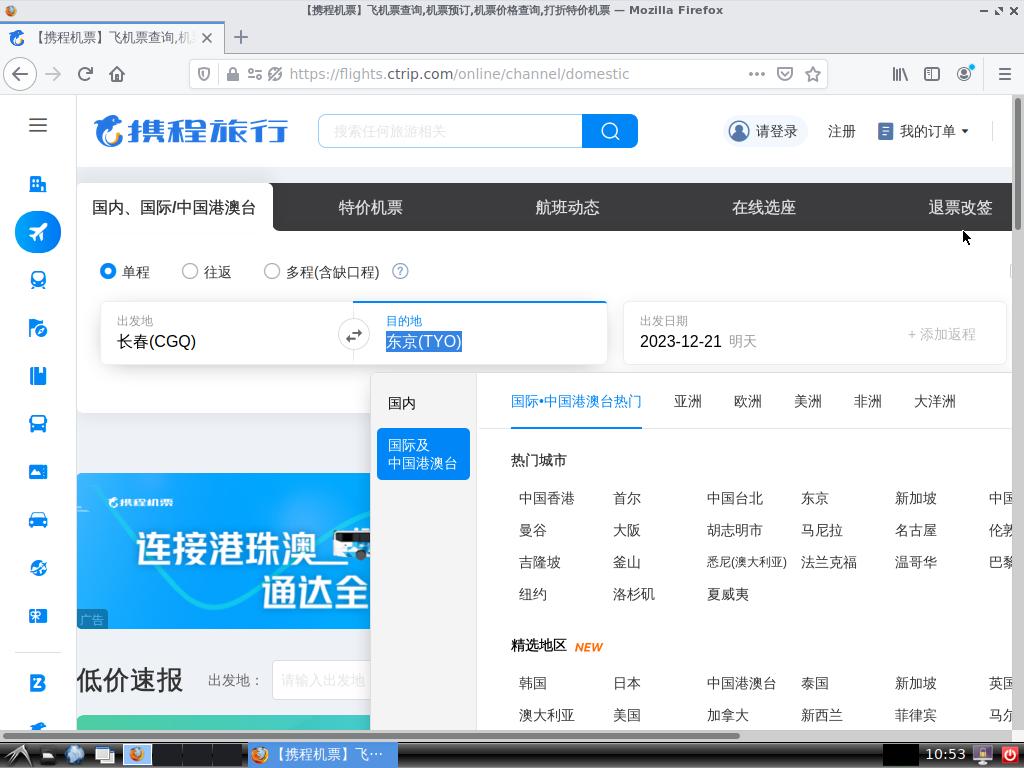 【携程机票】飞机票查询,机票预订,机票价格查询,打折特价机票 — Mozilla Firefox
【携程机票】飞机票查询,机
https://flights.ctrip.com/online/channel/domestic
携程旅行
搜索任何旅游相关
请登录
注册
我的订单
国内、国际/中国港澳台
特价机票
航班动态
在线选座
退票改签
单程
往返
多程(含缺口程)
?
出发地
长春(CGQ)
目的地
东京(TYO)
出发日期
2023-12-21 明天
+ 添加返程
国内
国际及
中国港澳台
国际•中国港澳台热门
亚洲
欧洲
美洲
非洲
大洋洲
热门城市
中国香港 首尔 中国台北 东京 新加坡 中国
曼谷 大阪 胡志明市 马尼拉 名古屋 伦敦
吉隆坡 釜山 悉尼(澳大利亚) 法兰克福 温哥华 巴黎
纽约 洛杉矶 夏威夷
精选地区 NEW
韩国 日本 中国港澳台 泰国 新加坡 英国
澳大利亚 美国 加拿大 新西兰 菲律宾 马尔
携程机票
连接港珠澳
通达全
广告
低价速报
出发地：
请输入出发地
【携程机票】飞…
10:53